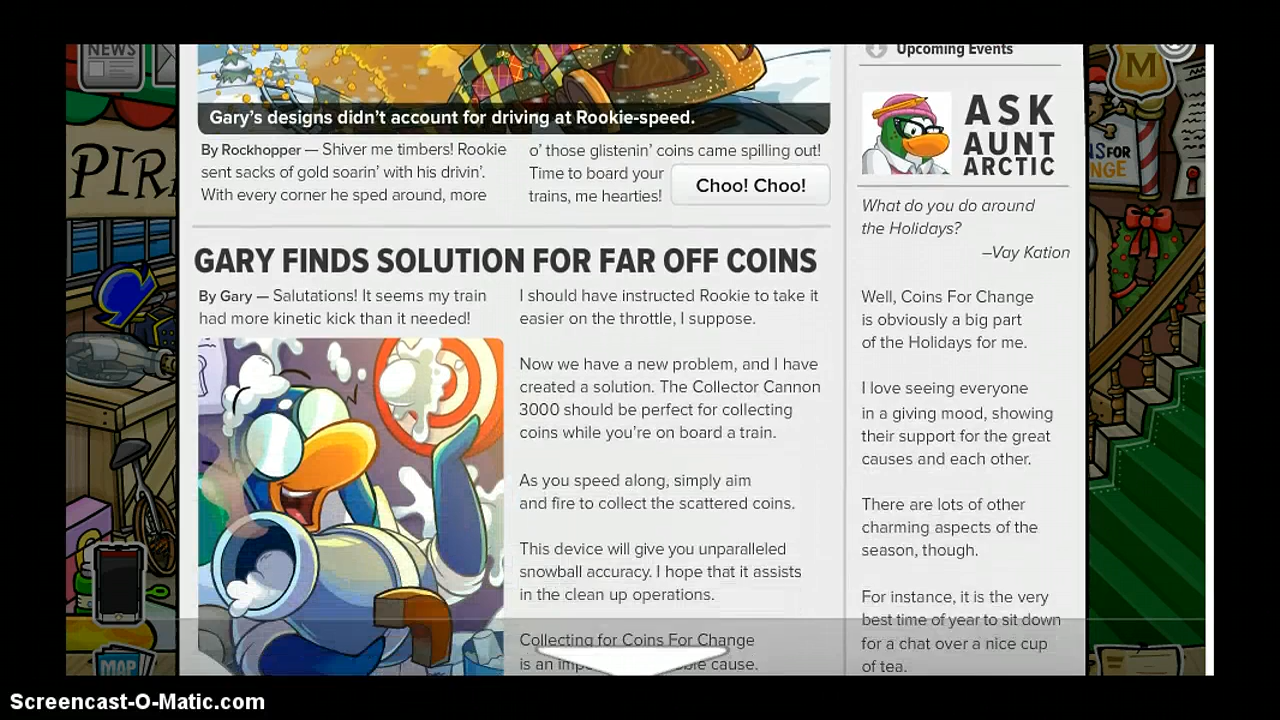 NEWS
PIR
MAP
Gary's designs didn't account for driving at Rookie-speed.
By Rockhopper — Shiver me timbers! Rookie
sent sacks of gold soarin' with his drivin'.
With every corner he sped around, more
o' those glistenin' coins came spilling out!
Time to board your
trains, me hearties!
Choo! Choo!
GARY FINDS SOLUTION FOR FAR OFF COINS
By Gary — Salutations! It seems my train
had more kinetic kick than it needed!
I should have instructed Rookie to take it
easier on the throttle, I suppose.
Now we have a new problem, and I have
created a solution. The Collector Cannon
3000 should be perfect for collecting
coins while you're on board a train.
As you speed along, simply aim
and fire to collect the scattered coins.
This device will give you unparalleled
snowball accuracy. I hope that it assists
in the clean up operations.
Collecting for Coins For Change
is an cause.
Upcoming Events
ASK
AUNT
ARCTIC
What do you do around
the Holidays?
–Vay Kation
Well, Coins For Change
is obviously a big part
of the Holidays for me.
I love seeing everyone
in a giving mood, showing
their support for the great
causes and each other.
There are lots of other
charming aspects of the
season, though.
For instance, it is the very
best time of year to sit down
for a chat over a nice cup
of tea.
M
NS FOR
NGE
Screencast-O-Matic.com